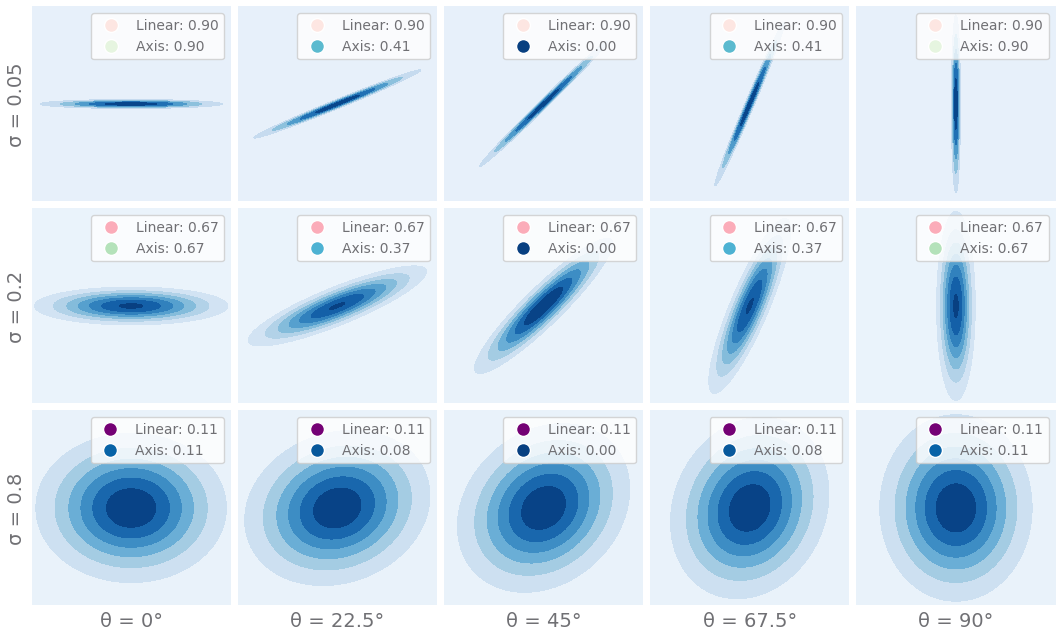 σ = 0.05
Linear: 0.90
Axis: 0.90
Linear: 0.90
Axis: 0.41
Linear: 0.90
Axis: 0.00
Linear: 0.90
Axis: 0.41
Linear: 0.90
Axis: 0.90
σ = 0.2
Linear: 0.67
Axis: 0.67
Linear: 0.67
Axis: 0.37
Linear: 0.67
Axis: 0.00
Linear: 0.67
Axis: 0.37
Linear: 0.67
Axis: 0.67
σ = 0.8
Linear: 0.11
Axis: 0.11
Linear: 0.11
Axis: 0.08
Linear: 0.11
Axis: 0.00
Linear: 0.11
Axis: 0.08
Linear: 0.11
Axis: 0.11
θ = 0°
θ = 22.5°
θ = 45°
θ = 67.5°
θ = 90°